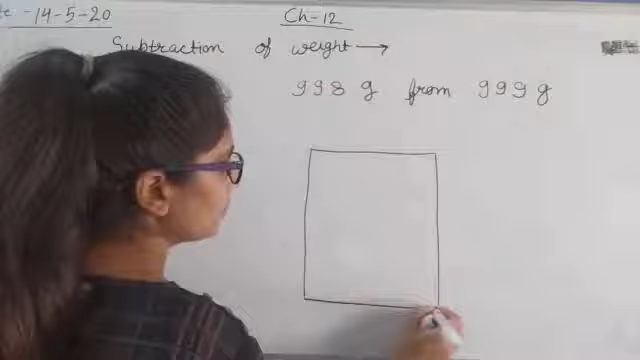 -14-5-20
Ch-12
Subtraction of weight →
998 g from 999 g